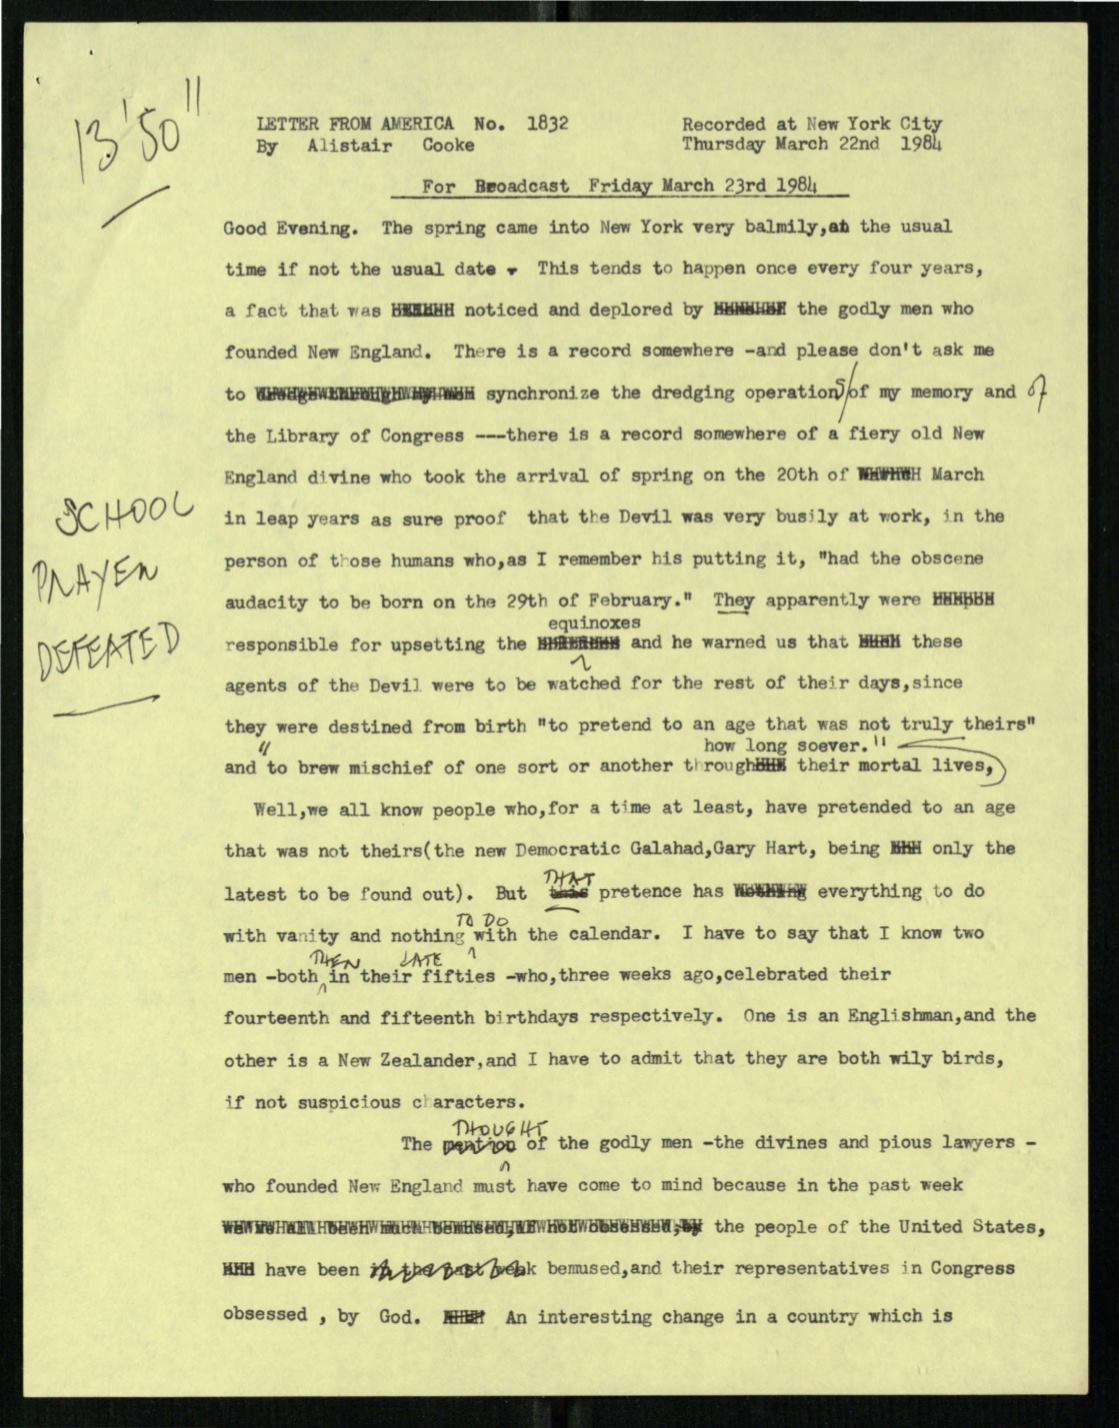 13'50"
LETTER FROM AMERICA No. 1832 Recorded at New York City
By Alistair Cooke Thursday March 22nd 1984
For Broadcast Friday March 23rd 1984
Good Evening. The spring came into New York very balmily,at the usual
time if not the usual date . This tends to happen once every four years,
a fact that was noticed and deplored by the godly men who
founded New England. There is a record somewhere -and please don't ask me
to synchronize the dredging operations/of my memory and of
the Library of Congress ---there is a record somewhere of a fiery old New
England divine who took the arrival of spring on the 20th of March
in leap years as sure proof that the Devil was very busily at work, in the
person of those humans who,as I remember his putting it, "had the obscene
audacity to be born on the 29th of February." They apparently were
equinoxes
responsible for upsetting the and he warned us that these
agents of the Devil were to be watched for the rest of their days,since
they were destined from birth "to pretend to an age that was not truly theirs"
how long soever."
and "to brew mischief of one sort or another through their mortal lives,
SCHOOL
PRAYER
DEFEATED
Well,we all know people who,for a time at least, have pretended to an age
that was not theirs(the new Democratic Galahad,Gary Hart, being only the
THAT
latest to be found out). But this pretence has nothing everything to do
TO DO
with vanity and nothing with the calendar. I have to say that I know two
THEN LATE
men -both in their fifties -who,three weeks ago,celebrated their
fourteenth and fifteenth birthdays respectively. One is an Englishman,and the
other is a New Zealander,and I have to admit that they are both wily birds,
if not suspicious characters.
THOUGHT
The mention of the godly men -the divines and pious lawyers -
who founded New England must have come to mind because in the past week
the people of the United States,
have been in the past week bemused,and their representatives in Congress
obsessed , by God. An interesting change in a country which is